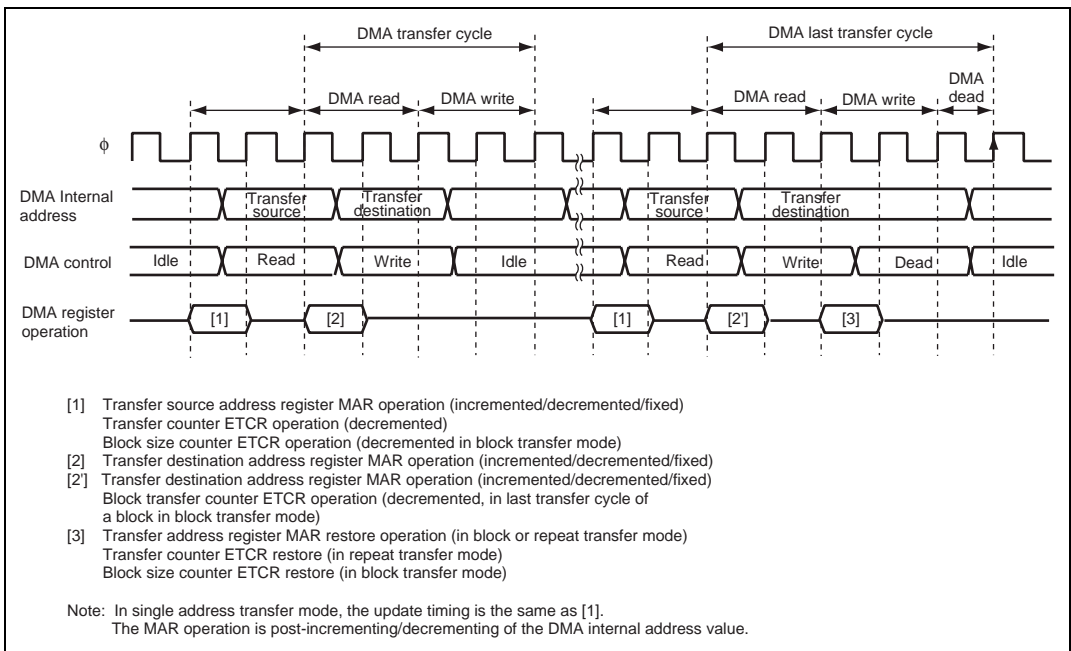 DMA transfer cycle
DMA last transfer cycle
DMA read
DMA write
DMA read
DMA write
DMA
dead
ϕ
DMA Internal
address
Transfer
source
Transfer
destination
Transfer
source
Transfer
destination
DMA control
Idle
Read
Write
Idle
Read
Write
Dead
Idle
DMA register
operation
[1]
[2]
[1]
[2']
[3]
[1] Transfer source address register MAR operation (incremented/decremented/fixed)
Transfer counter ETCR operation (decremented)
Block size counter ETCR operation (decremented in block transfer mode)
[2] Transfer destination address register MAR operation (incremented/decremented/fixed)
[2'] Transfer destination address register MAR operation (incremented/decremented/fixed)
Block transfer counter ETCR operation (decremented, in last transfer cycle of
a block in block transfer mode)
[3] Transfer address register MAR restore operation (in block or repeat transfer mode)
Transfer counter ETCR restore (in repeat transfer mode)
Block size counter ETCR restore (in block transfer mode)
Note: In single address transfer mode, the update timing is the same as [1].
The MAR operation is post-incrementing/decrementing of the DMA internal address value.